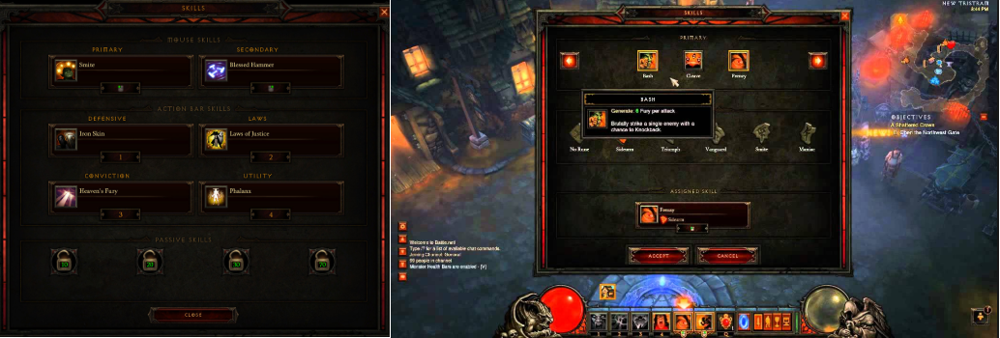 SKILLS
MOUSE SKILLS
PRIMARY
SECONDARY
Smite
Blessed Hammer
ACTION BAR SKILLS
DEFENSIVE
LAWS
Iron Skin
Laws of Justice
1
2
CONVICTION
UTILITY
Heaven's Fury
Phalanx
3
4
PASSIVE SKILLS
10
20
30
70
CLOSE
SKILLS
PRIMARY
Bash
Cleave
Frenzy
BASH
Generate: 6 Fury per attack
Brutally strike a single enemy with a
chance to Knockback.
No Rune
Sidearm
Triumph
Vanguard
Smite
Maniac
ASSIGNED SKILL
Frenzy
Sidearm
ACCEPT
CANCEL
NEW TRISTRAM
8:44 PM
OBJECTIVES
A Shattered Crown
Open the Northeast Gate
Welcome to Battle.net!
Type /? for a list of available chat commands.
Joining Channel: General
69 people in channel
Monster Health Bars are enabled - [V]